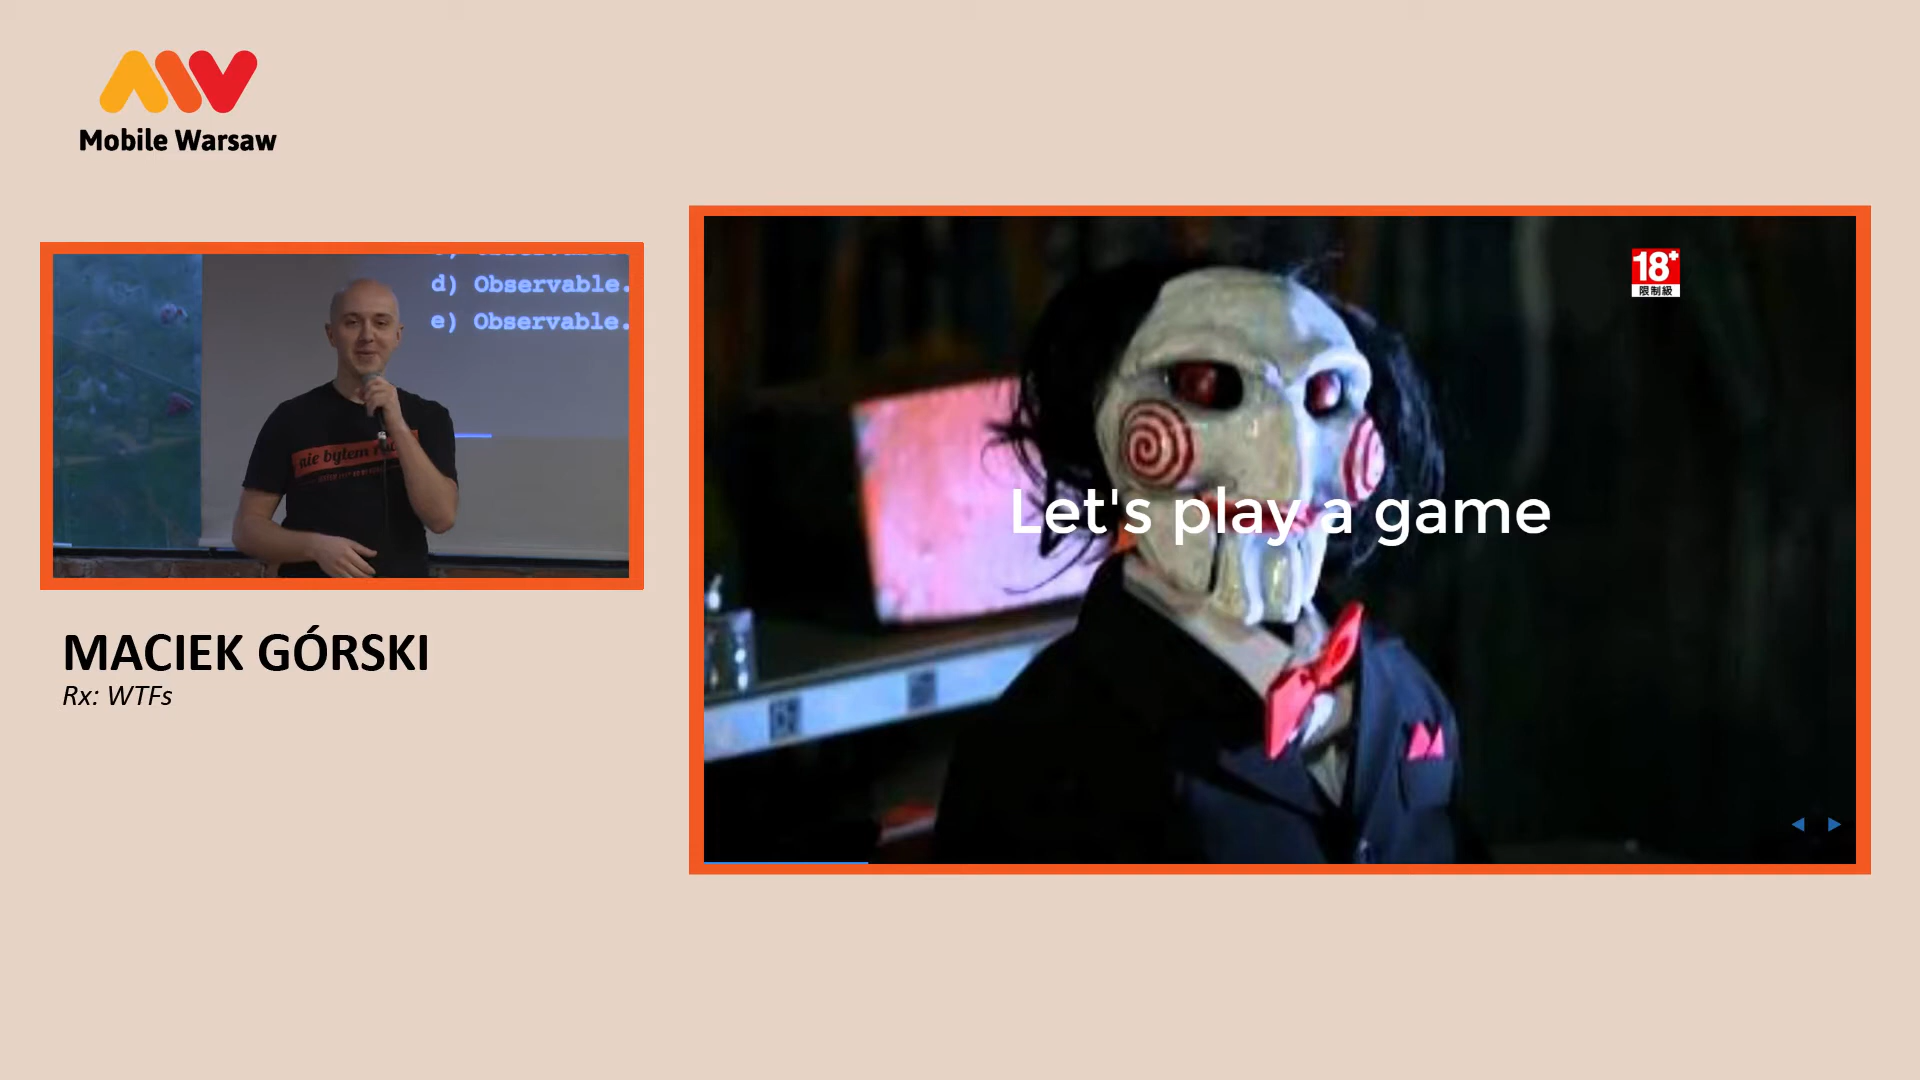 Mobile Warsaw
d) Observable.
e) Observable.
nie byłem
MACIEK GÓRSKI
Rx: WTFs
18+
限制級
Let's play a game